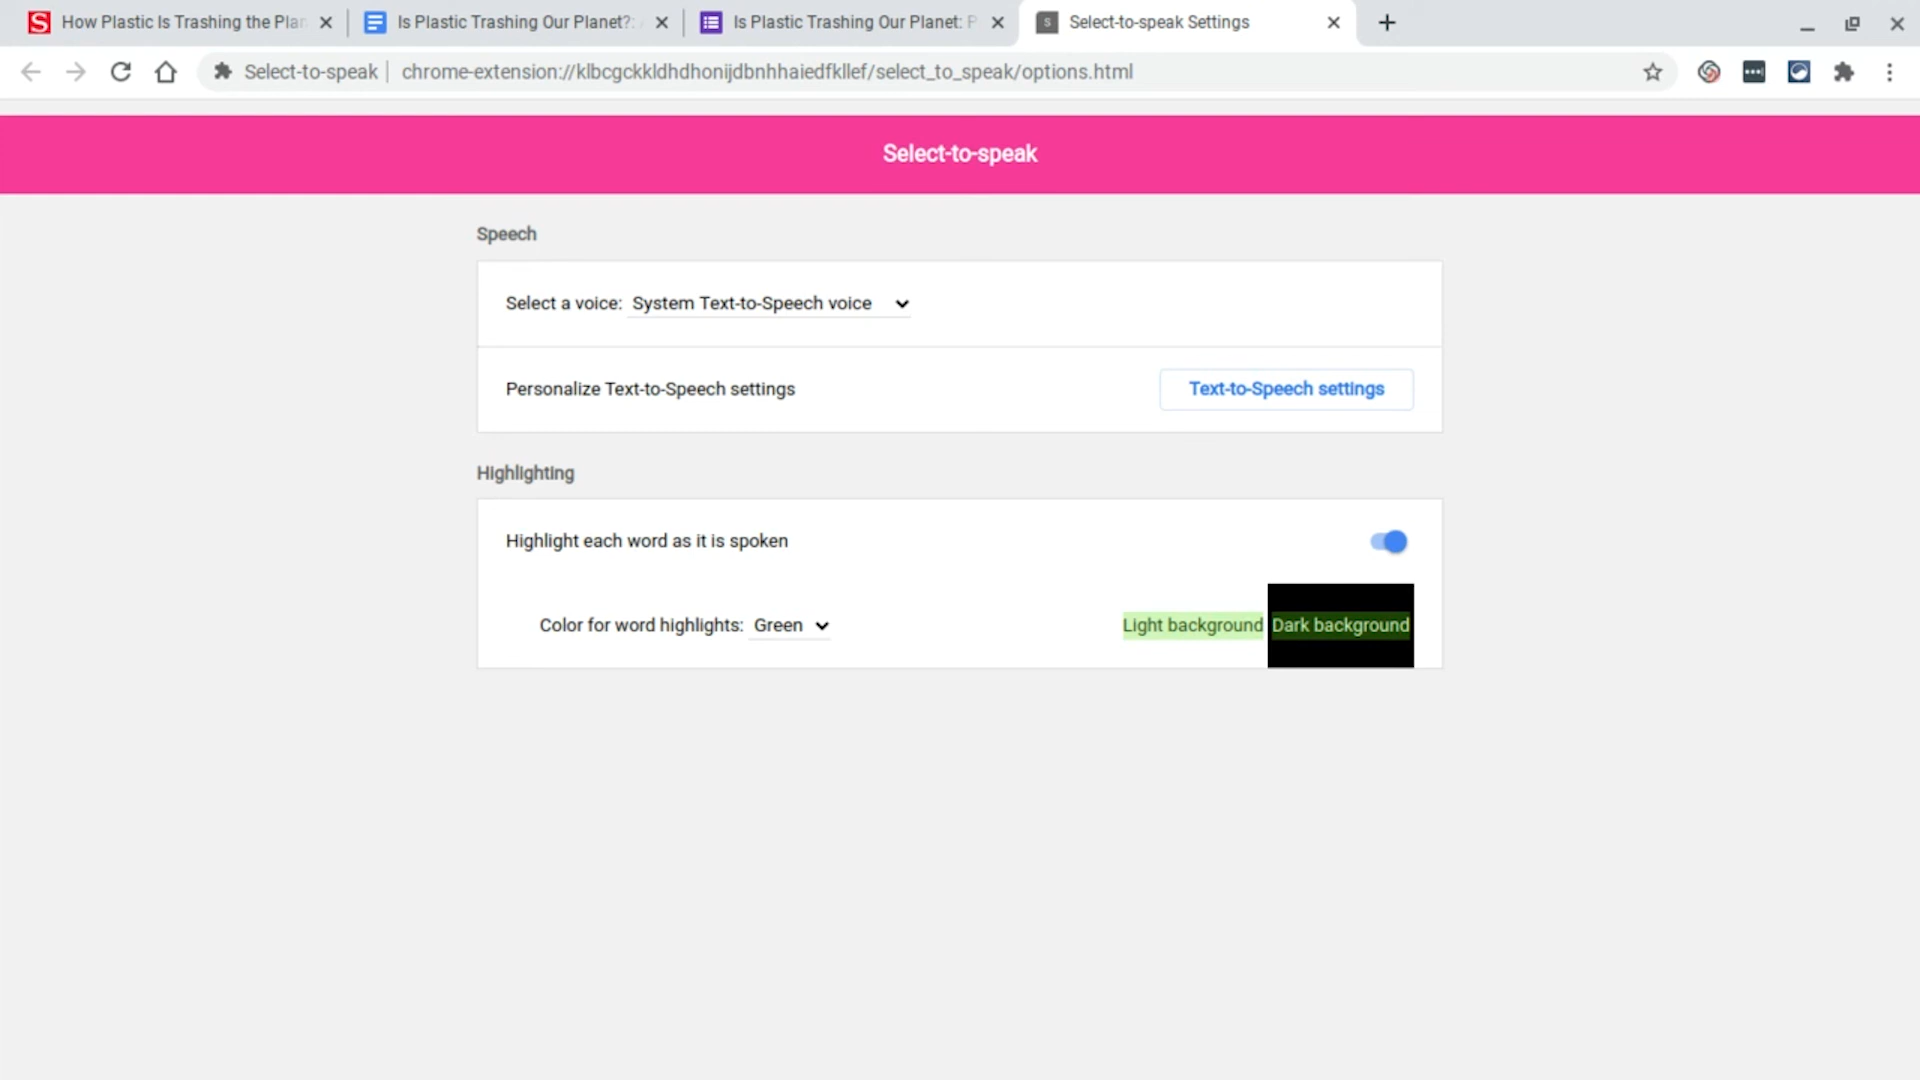 How Plastic Is Trashing the Plan
Is Plastic Trashing Our Planet?:
Is Plastic Trashing Our Planet: P
Select-to-speak Settings
Select-to-speak
chrome-extension://klbcgckkldhdhonijdbnhhaiedfkllef/select_to_speak/options.html
Select-to-speak
Speech
Select a voice: System Text-to-Speech voice
Personalize Text-to-Speech settings
Text-to-Speech settings
Highlighting
Highlight each word as it is spoken
Color for word highlights: Green
Light background Dark background